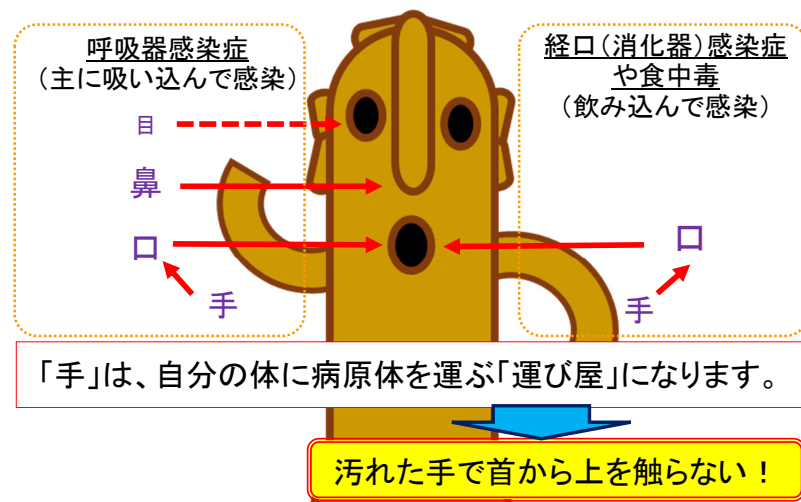 呼吸器感染症
（主に吸い込んで感染）
目
鼻
口
手
経口（消化器）感染症
や食中毒
（飲み込んで感染）
口
手
「手」は、自分の体に病原体を運ぶ「運び屋」になります。
汚れた手で首から上を触らない！